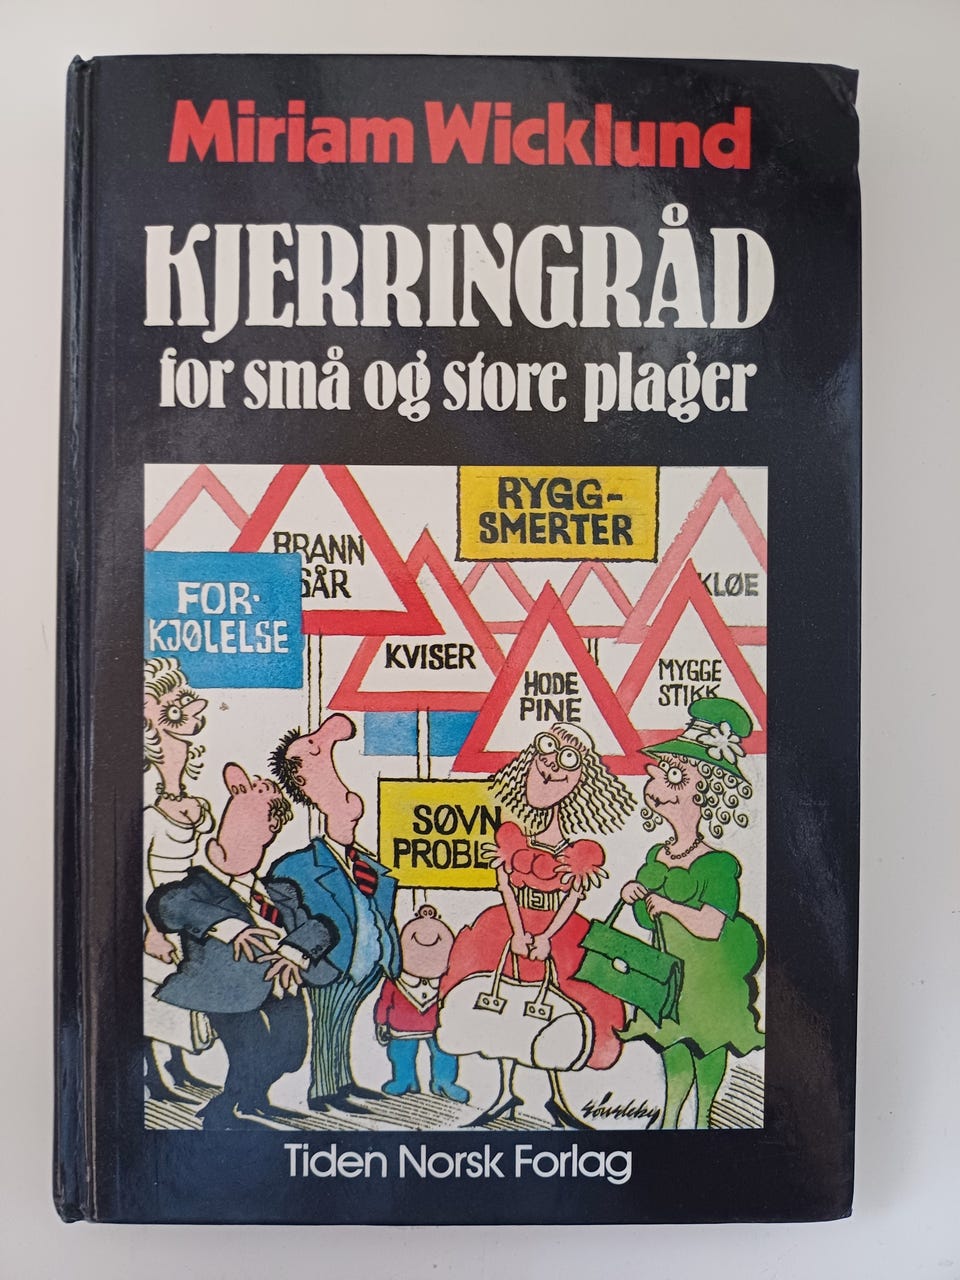 Miriam Wicklund
KJERRINGRÅD
for små og store plager
RYGG-
SMERTER
BRANN
SÅR
KLØE
FOR-
KJØLELSE
KVISER
MYGGE
STIKK
HODE
PINE
SØVN
PROBL
Tiden Norsk Forlag